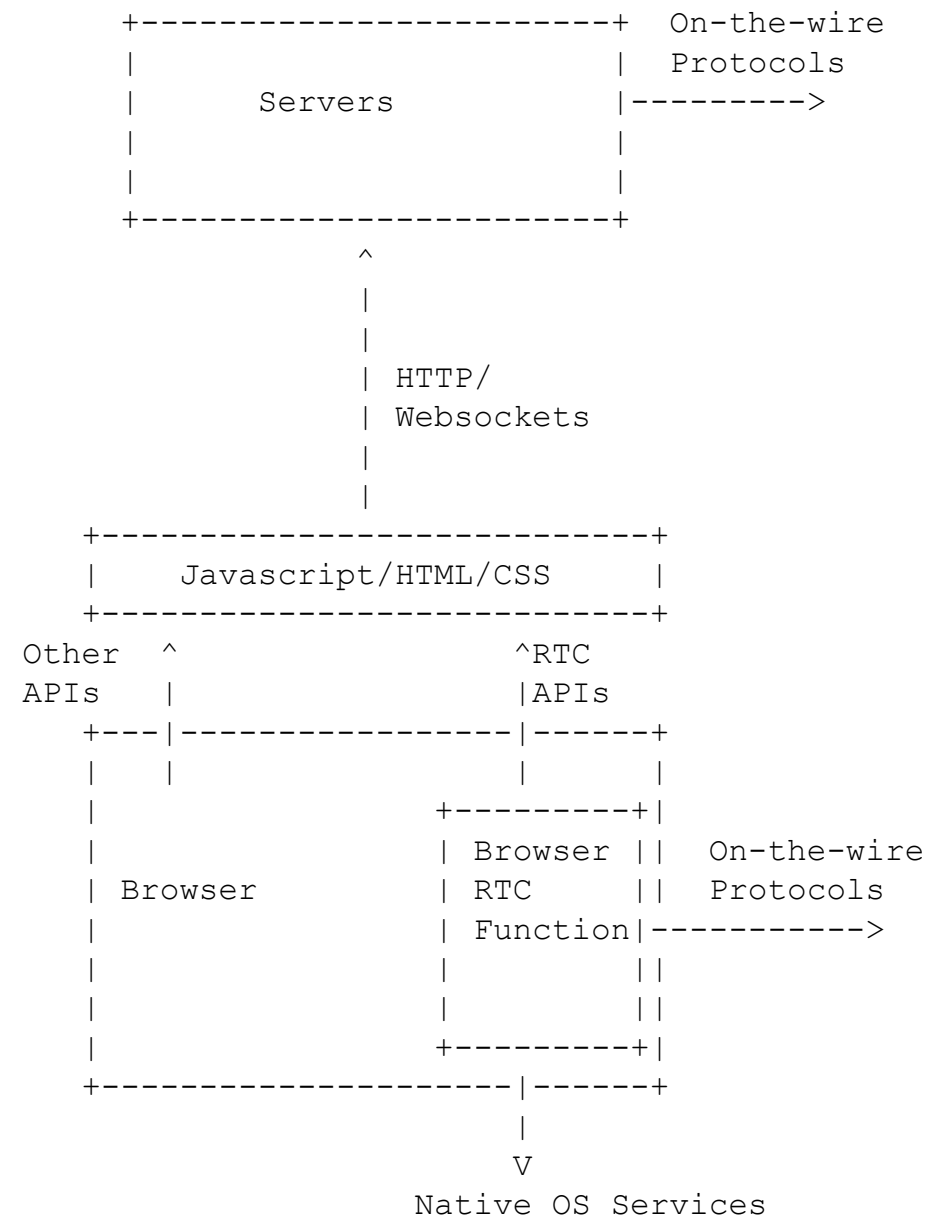 On-the-wire
Protocols
Servers
HTTP/
Websockets
Javascript/HTML/CSS
Other ^RTC
APIs APIs
Browser On-the-wire
Browser RTC Protocols
Function
V
Native OS Services